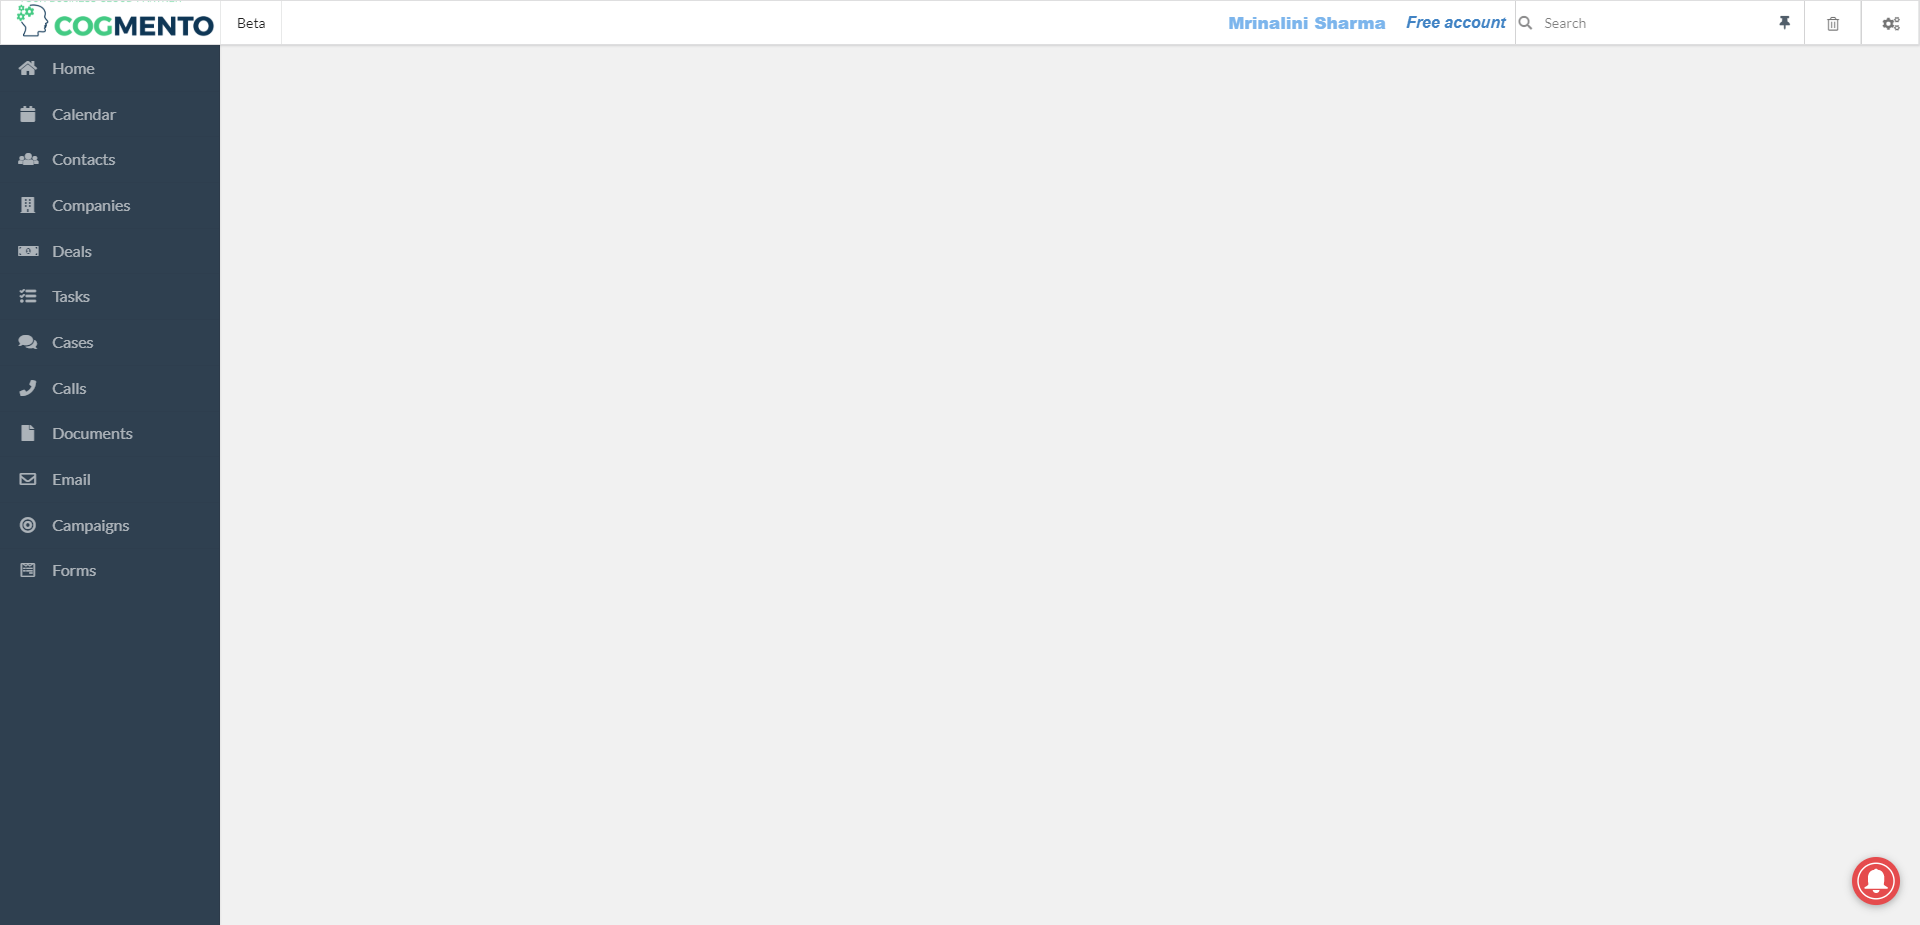 COGMENTO
Beta
Mrinalini Sharma
Free account
Search
Home
Calendar
Contacts
Companies
Deals
Tasks
Cases
Calls
Documents
Email
Campaigns
Forms